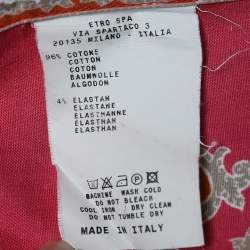 ETRO SPA
VIA SPARTACO 3
20135 MILANO - ITALIA
96% COTONE
COTTON
COTON
BAUMWOLLE
ALGODON
4% ELASTAN
ELASTANE
ELASTHANNE
ELASTHAN
ELASTHAN
MACHINE WASH COLD
DO NOT BLEACH
COOL IRON / DRY CLEAN
DO NOT TUMBLE DRY
MADE IN ITALY